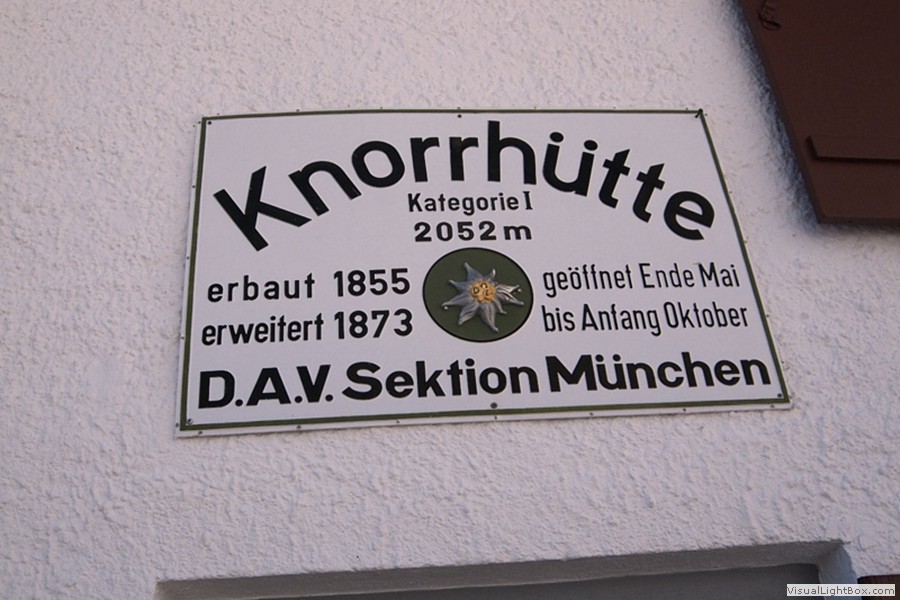 Knorrhütte
Kategorie I
2052 m
erbaut 1855
erweitert 1873
geöffnet Ende Mai
bis Anfang Oktober
D.A.V. Sektion München
VisualLightBox.com